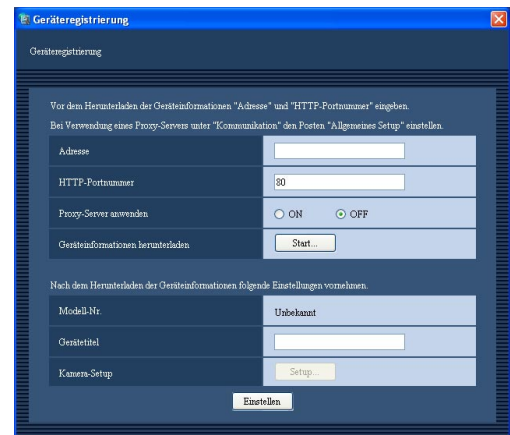 Geräteregistrierung
Geräteregistrierung
Vor dem Herunterladen der Geräteinformationen "Adresse" und "HTTP-Portnummer" eingeben.
Bei Verwendung eines Proxy-Servers unter "Kommunikation" den Posten "Allgemeines Setup" einstellen.
Adresse
HTTP-Portnummer 80
Proxy-Server anwenden ON OFF
Geräteinformationen herunterladen Start...
Nach dem Herunterladen der Geräteinformationen folgende Einstellungen vornehmen.
Modell-Nr. Unbekannt
Gerätetitel
Kamera-Setup Setup...
Einstellen